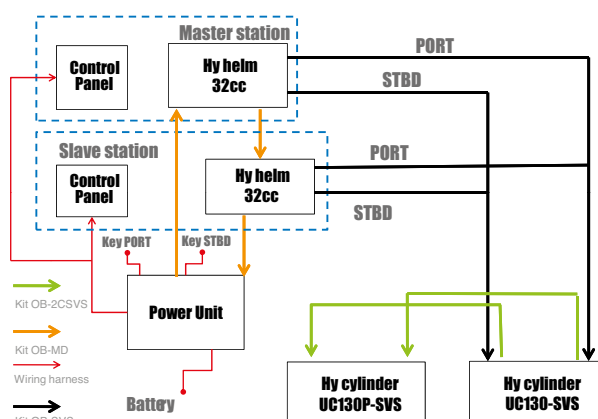 Master station
PORT
Control
Panel
Hy helm
32cc
STBD
Slave station
PORT
Control
Panel
Hy helm
32cc
STBD
Key PORT
Key STBD
Kit OB-2CSVS
Power Unit
Kit OB-MD
Wiring harness
Battery
Hy cylinder
UC130P-SVS
Hy cylinder
UC130-SVS